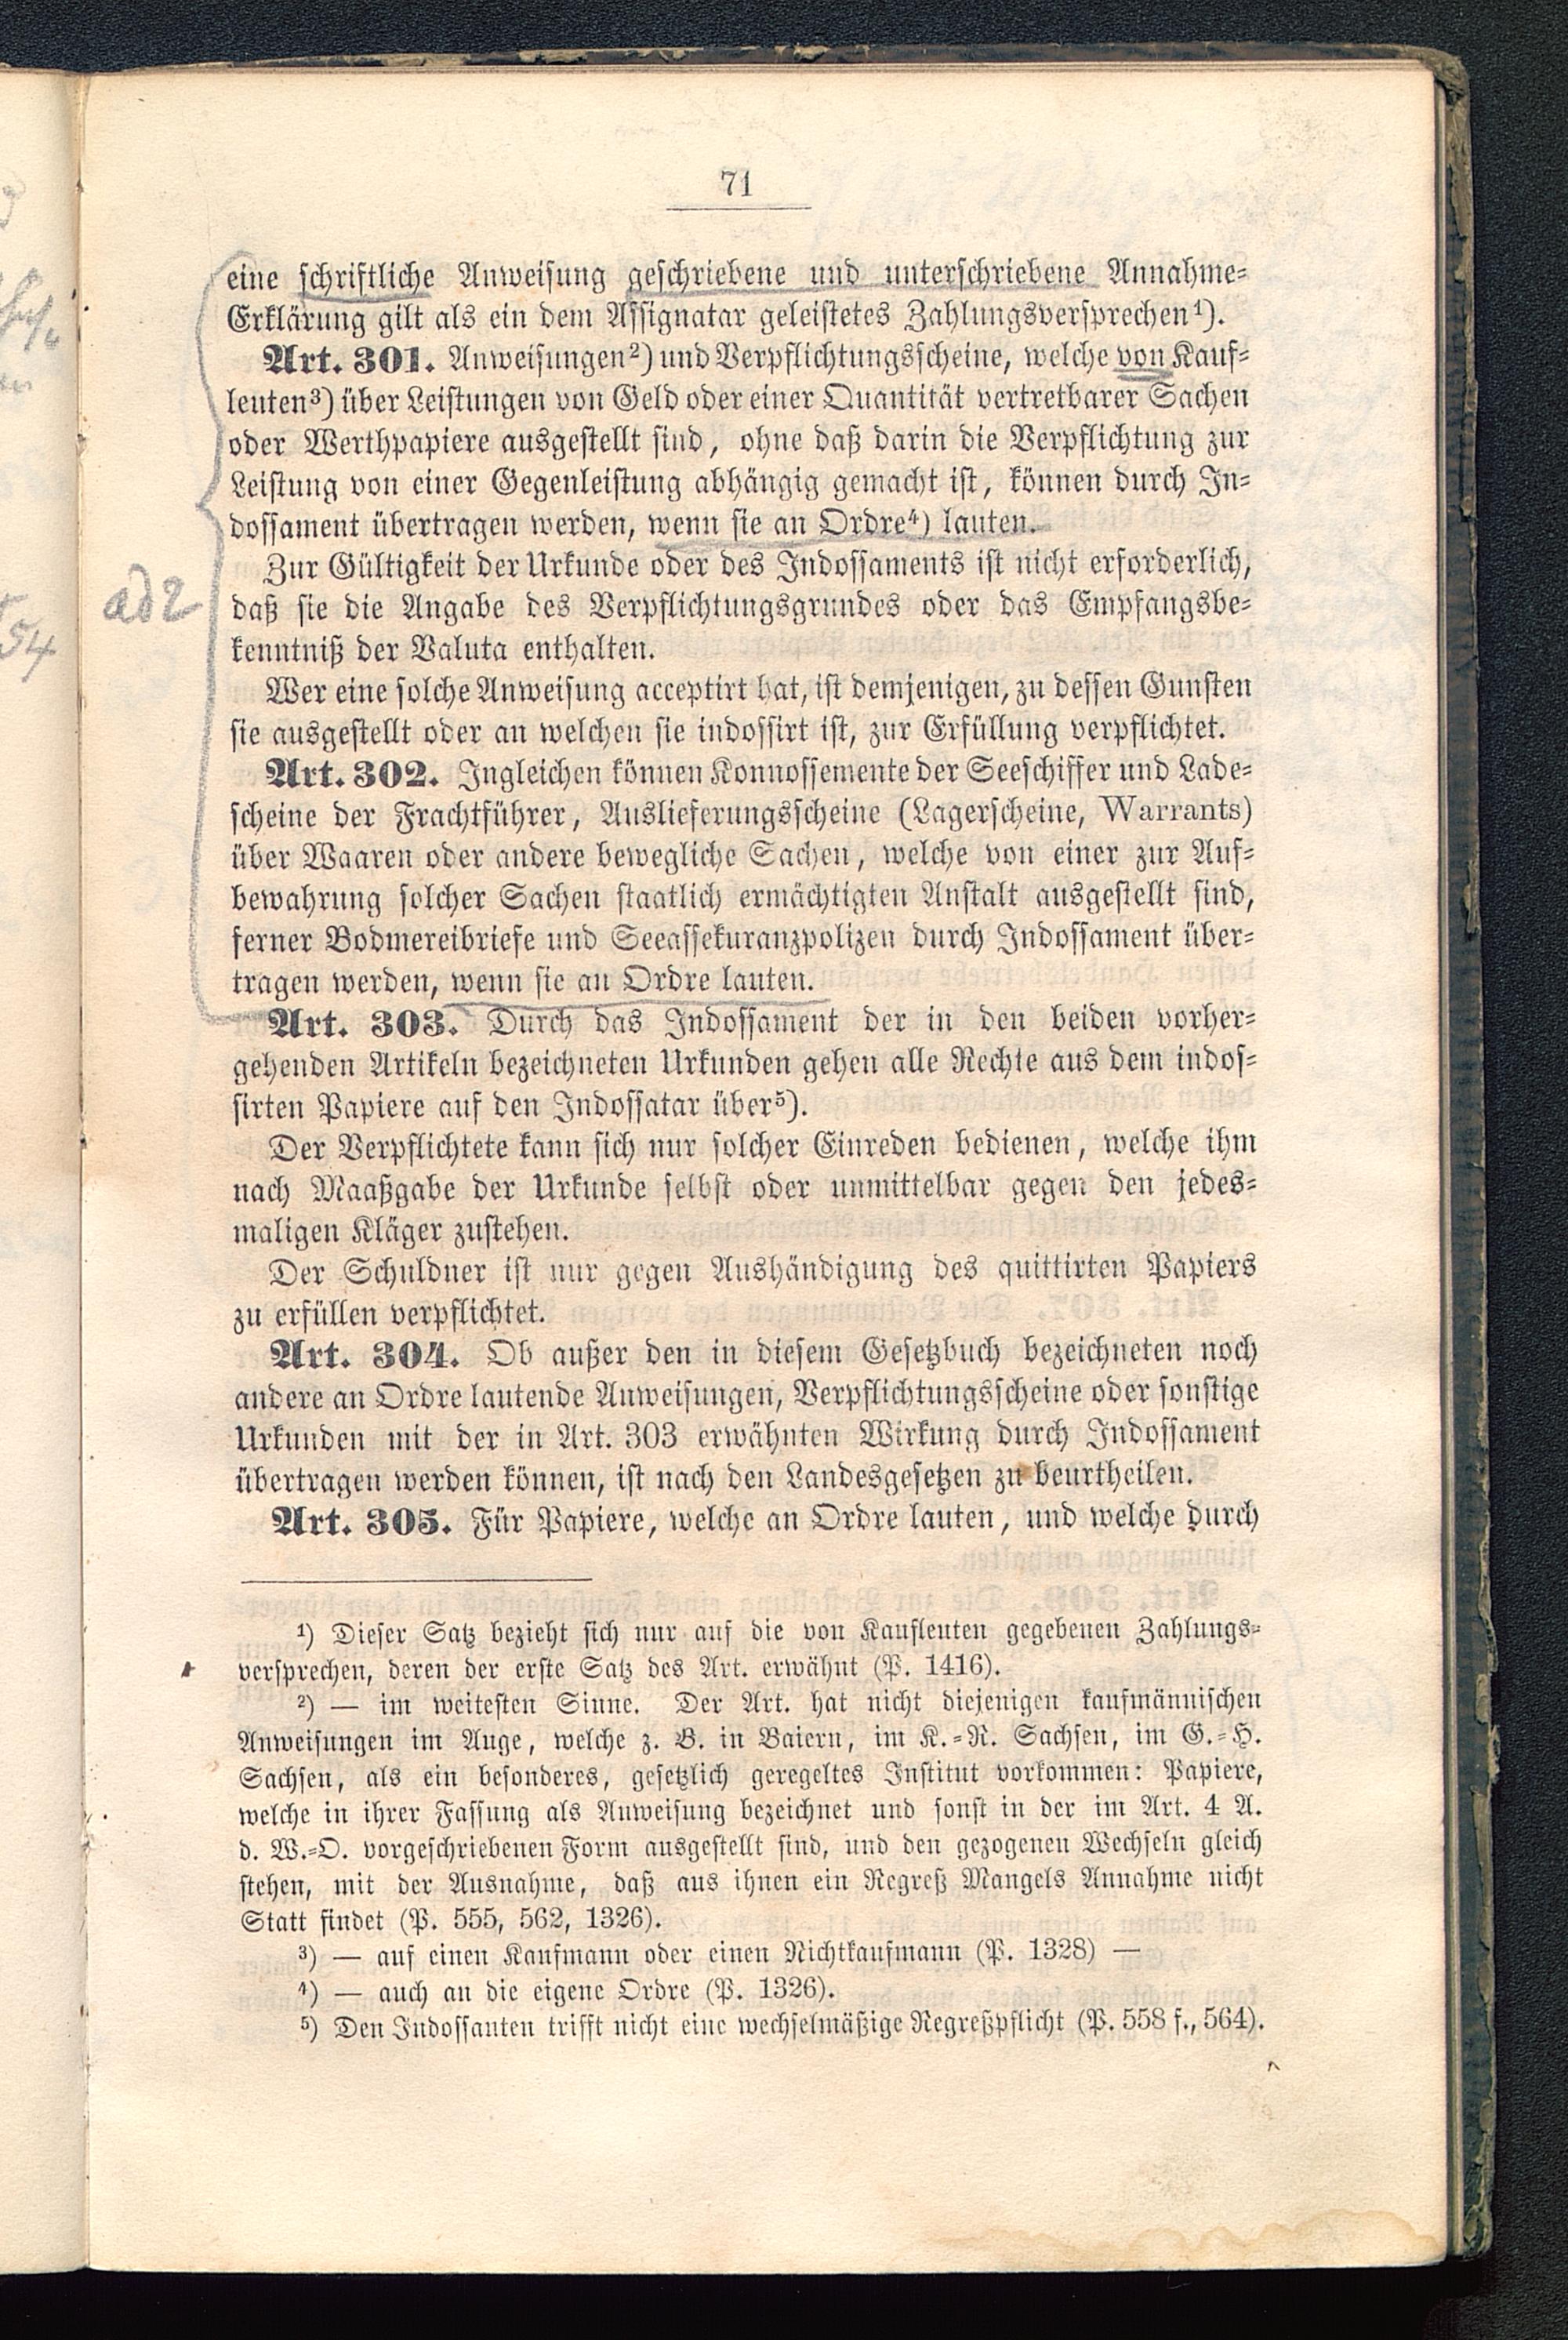 71
eine schriftliche Anweisung geschriebene und unterschriebene Annahme-
Erklärung gilt als ein dem Assignatar geleistetes Zahlungsversprechen¹).
Art. 301. Anweisungen²) und Verpflichtungsscheine, welche von Kauf-
leuten³) über Leistungen von Geld oder einer Quantität vertretbarer Sachen
oder Werthpapiere ausgestellt sind, ohne daß darin die Verpflichtung zur
Leistung von einer Gegenleistung abhängig gemacht ist, können durch In-
dossament übertragen werden, wenn sie an Ordre⁴) lauten.
Zur Gültigkeit der Urkunde oder des Indossaments ist nicht erforderlich,
ad 2
daß sie die Angabe des Verpflichtungsgrundes oder das Empfangsbe-
kenntniß der Valuta enthalten.
54
Wer eine solche Anweisung acceptirt hat, ist demjenigen, zu dessen Gunsten
sie ausgestellt oder an welchen sie indossirt ist, zur Erfüllung verpflichtet.
Art. 302. Ingleichen können Konnossemente der Seeschiffer und Lade-
scheine der Frachtführer, Auslieferungsscheine (Lagerscheine, Warrants)
über Waaren oder andere bewegliche Sachen, welche von einer zur Auf-
bewahrung solcher Sachen staatlich ermächtigten Anstalt ausgestellt sind,
ferner Bodmereibriefe und Seeassekuranzpolizen durch Indossament über-
tragen werden, wenn sie an Ordre lauten.
Art. 303. Durch das Indossament der in den beiden vorher-
gehenden Artikeln bezeichneten Urkunden gehen alle Rechte aus dem indos-
sirten Papiere auf den Indossatar über⁵).
Der Verpflichtete kann sich nur solcher Einreden bedienen, welche ihm
nach Maaßgabe der Urkunde selbst oder unmittelbar gegen den jedes-
maligen Kläger zustehen.
Der Schuldner ist nur gegen Aushändigung des quittirten Papiers
zu erfüllen verpflichtet.
Art. 304. Ob außer den in diesem Gesetzbuch bezeichneten noch
andere an Ordre lautende Anweisungen, Verpflichtungsscheine oder sonstige
Urkunden mit der in Art. 303 erwähnten Wirkung durch Indossament
übertragen werden können, ist nach den Landesgesetzen zu beurtheilen.
Art. 305. Für Papiere, welche an Ordre lauten, und welche durch
¹) Dieser Satz bezieht sich nur auf die von Kaufleuten gegebenen Zahlungs-
versprechen, deren der erste Satz des Art. erwähnt (P. 1416).
²) — im weitesten Sinne. Der Art. hat nicht diejenigen kaufmännischen
Anweisungen im Auge, welche z. B. in Baiern, im K.-R. Sachsen, im G.-H.
Sachsen, als ein besonderes, gesetzlich geregeltes Institut vorkommen: Papiere,
welche in ihrer Fassung als Anweisung bezeichnet und sonst in der im Art. 4 A.
d. W.-O. vorgeschriebenen Form ausgestellt sind, und den gezogenen Wechseln gleich
stehen, mit der Ausnahme, daß aus ihnen ein Regreß Mangels Annahme nicht
Statt findet (P. 555, 562, 1326).
³) — auf einen Kaufmann oder einen Nichtkaufmann (P. 1328) —
⁴) — auch an die eigene Ordre (P. 1326).
⁵) Den Indossanten trifft nicht eine wechselmäßige Regreßpflicht (P. 558 f., 564).